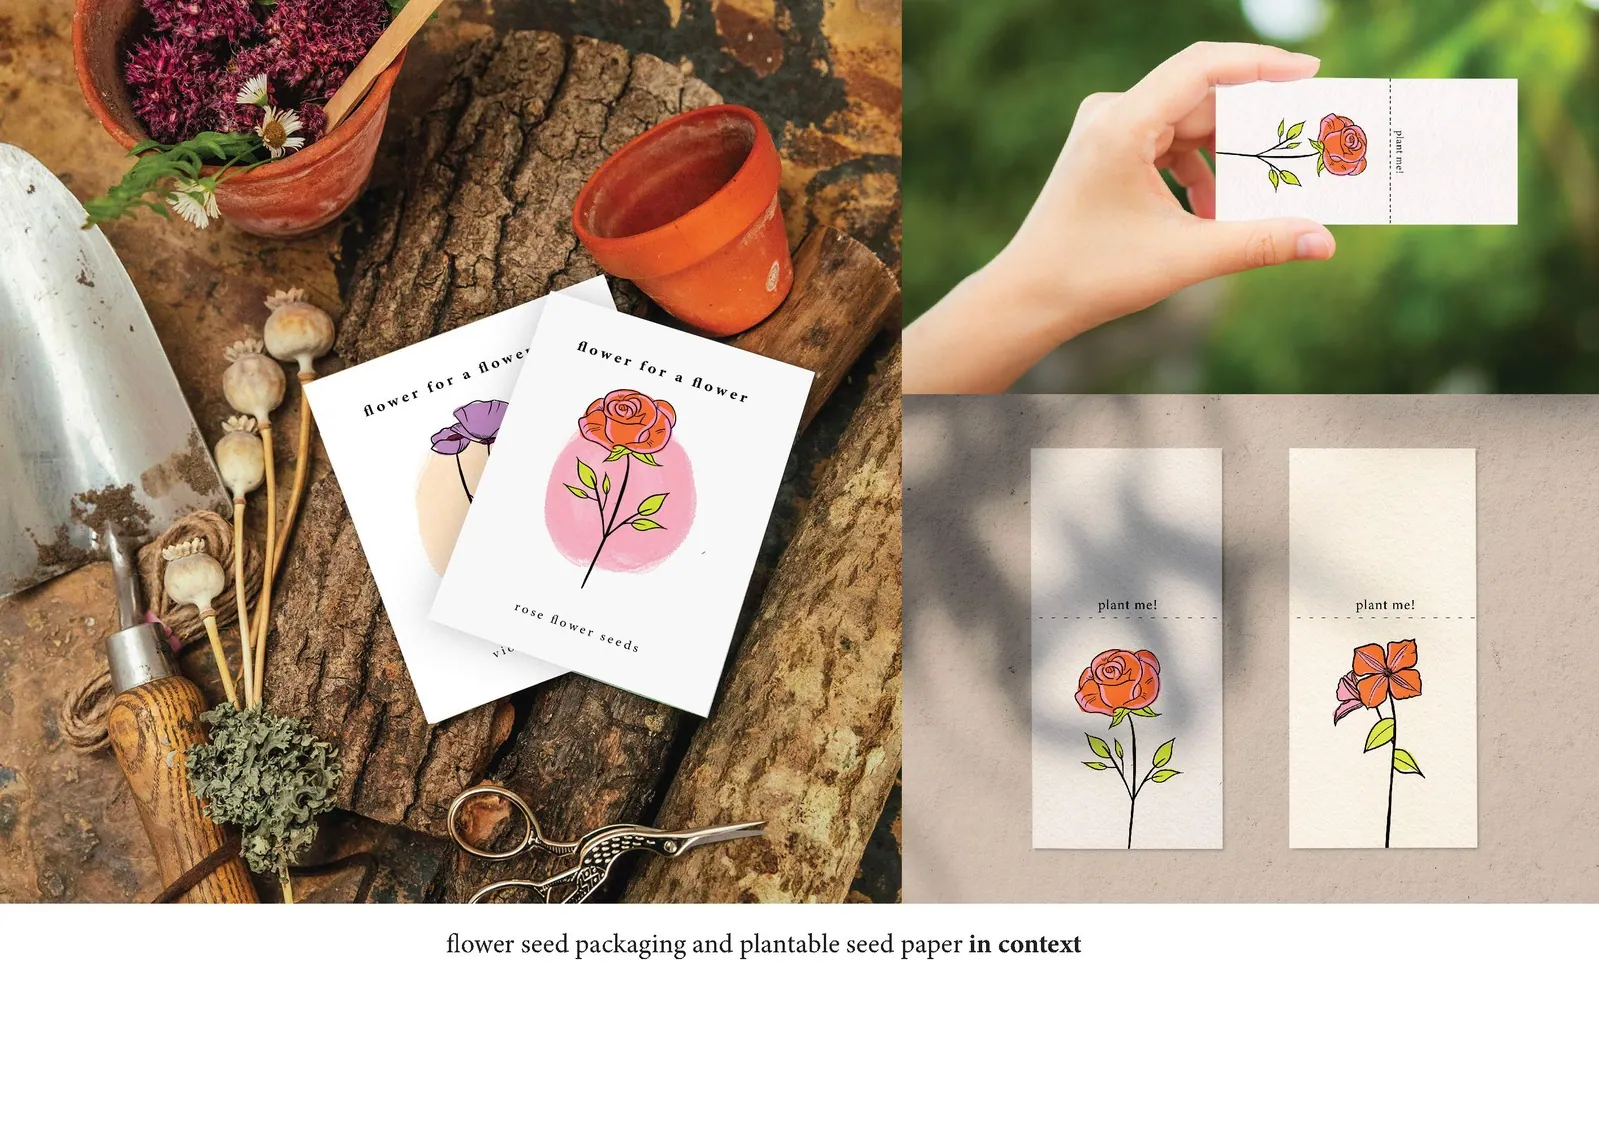 flower for a flower
flower for a flower
rose flower seeds
plant me!
plant me!
plant me!
flower seed packaging and plantable seed paper in context